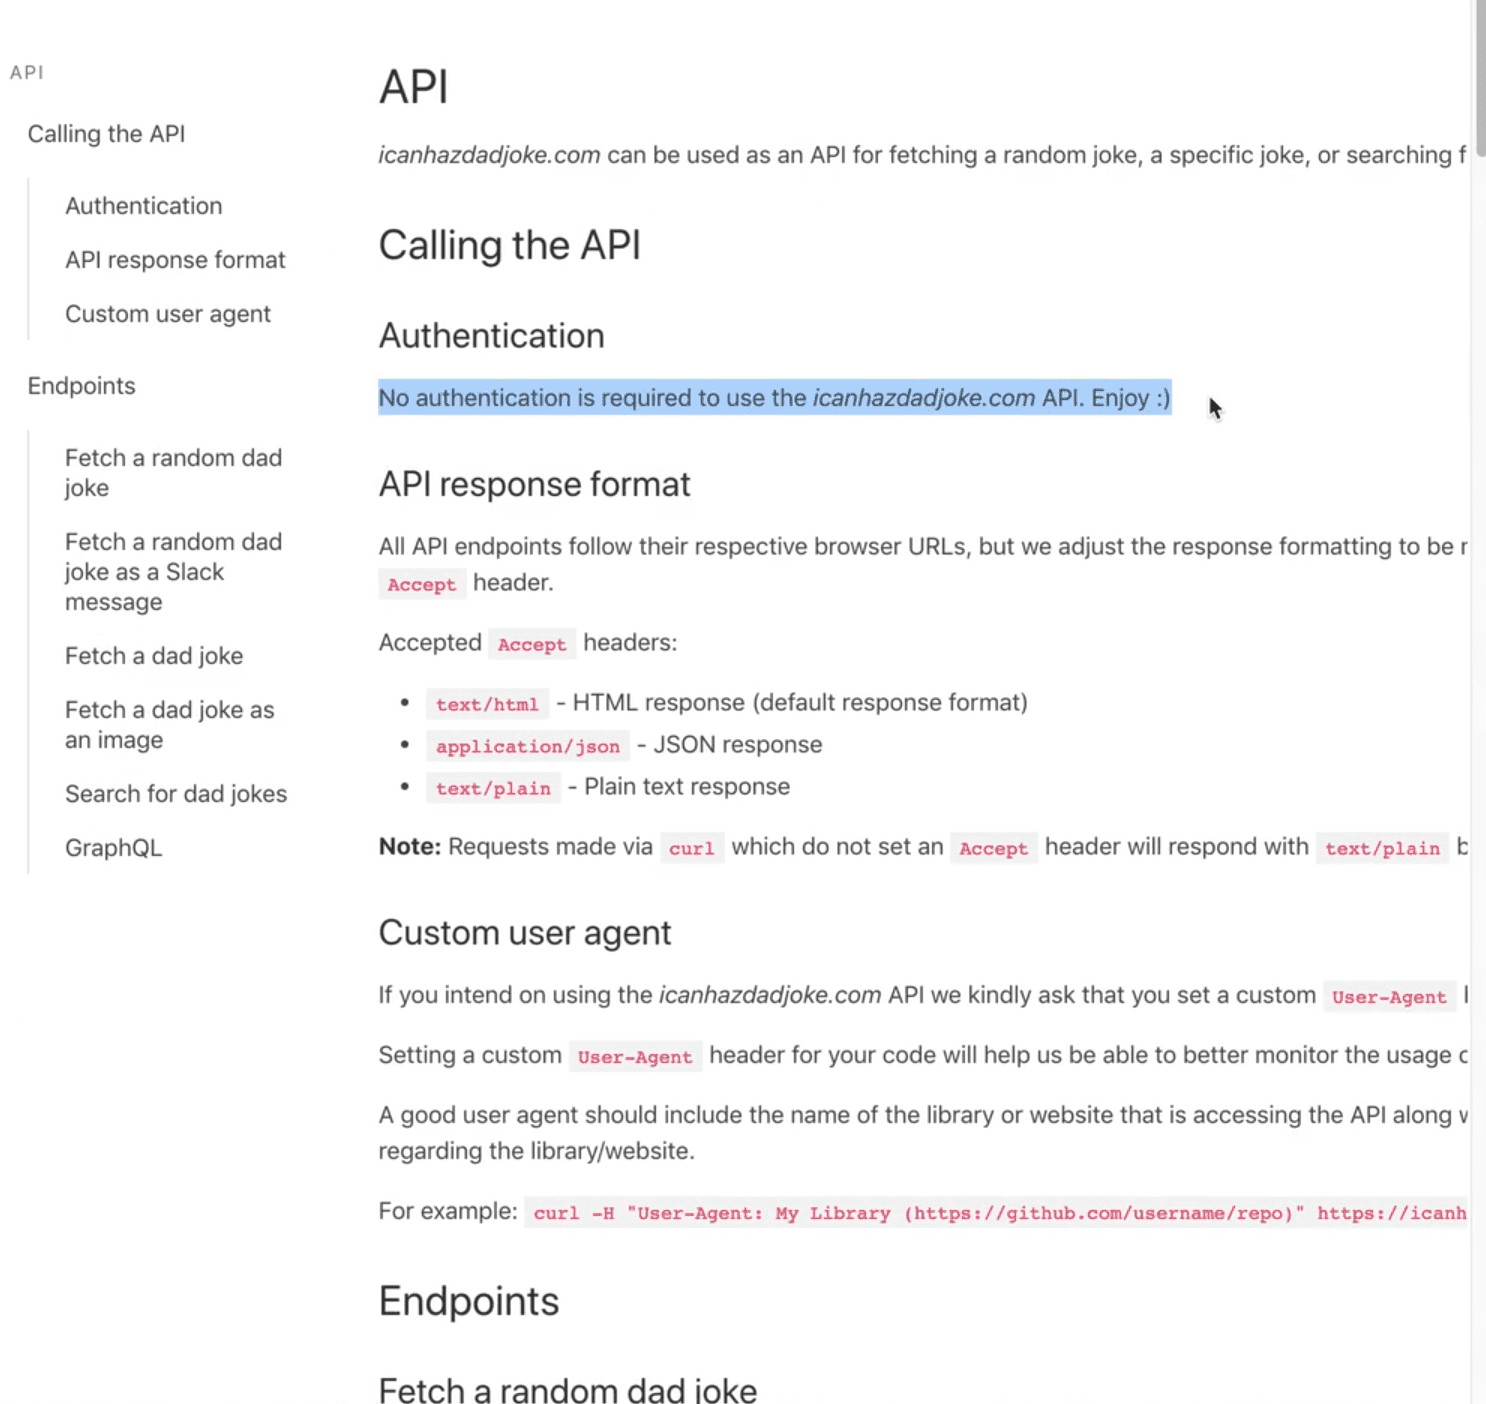 API
Calling the API
Authentication
API response format
Custom user agent
Endpoints
Fetch a random dad
joke
Fetch a random dad
joke as a Slack
message
Fetch a dad joke
Fetch a dad joke as
an image
Search for dad jokes
GraphQL
API
icanhazdadjoke.com can be used as an API for fetching a random joke, a specific joke, or searching
Calling the API
Authentication
No authentication is required to use the icanhazdadjoke.com API. Enjoy :)
API response format
All API endpoints follow their respective browser URLs, but we adjust the response formatting to be
Accept header.
Accepted Accept headers:
• text/html - HTML response (default response format)
• application/json - JSON response
• text/plain - Plain text response
Note: Requests made via curl which do not set an Accept header will respond with text/plain
Custom user agent
If you intend on using the icanhazdadjoke.com API we kindly ask that you set a custom User-Agent
Setting a custom User-Agent header for your code will help us be able to better monitor the usage
A good user agent should include the name of the library or website that is accessing the API along
regarding the library/website.
For example: curl -H "User-Agent: My Library (https://github.com/username/repo)" https://icanh
Endpoints
Fetch a random dad joke